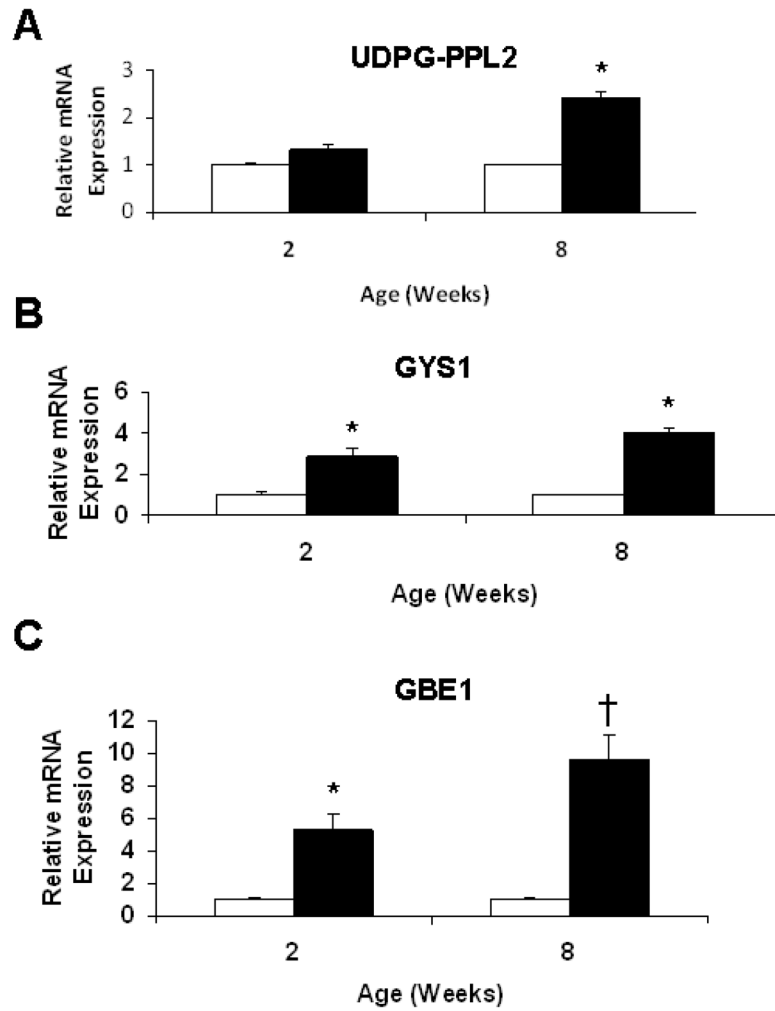 A
UDPG-PPL2
Relative mRNA
Expression
3
2
1
0
*
2
8
Age (Weeks)
B
GYS1
Relative mRNA
Expression
6
4
2
0
*
*
2
8
Age (Weeks)
C
GBE1
Relative mRNA
Expression
12
10
8
6
4
2
0
*
†
2
8
Age (Weeks)